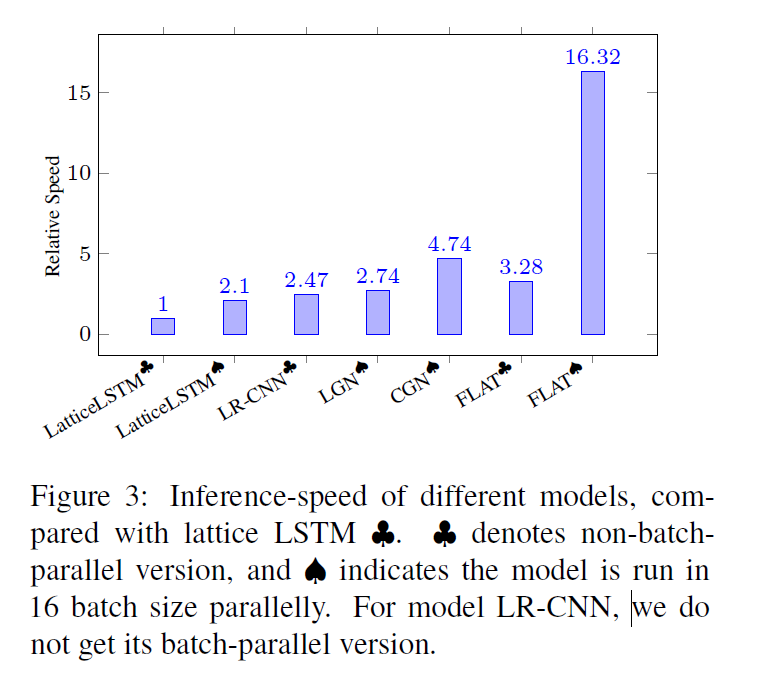 16.32
15
10
Relative Speed
5
4.74
3.28
2.74
2.47
2.1
1
0
LatticeLSTM♣
LatticeLSTM♠
LR-CNN♣
LGN♠
CGN♠
FLAT♣
FLAT♠
Figure 3: Inference-speed of different models, com-
pared with lattice LSTM ♣. ♣ denotes non-batch-
parallel version, and ♠ indicates the model is run in
16 batch size parallelly. For model LR-CNN, we do
not get its batch-parallel version.